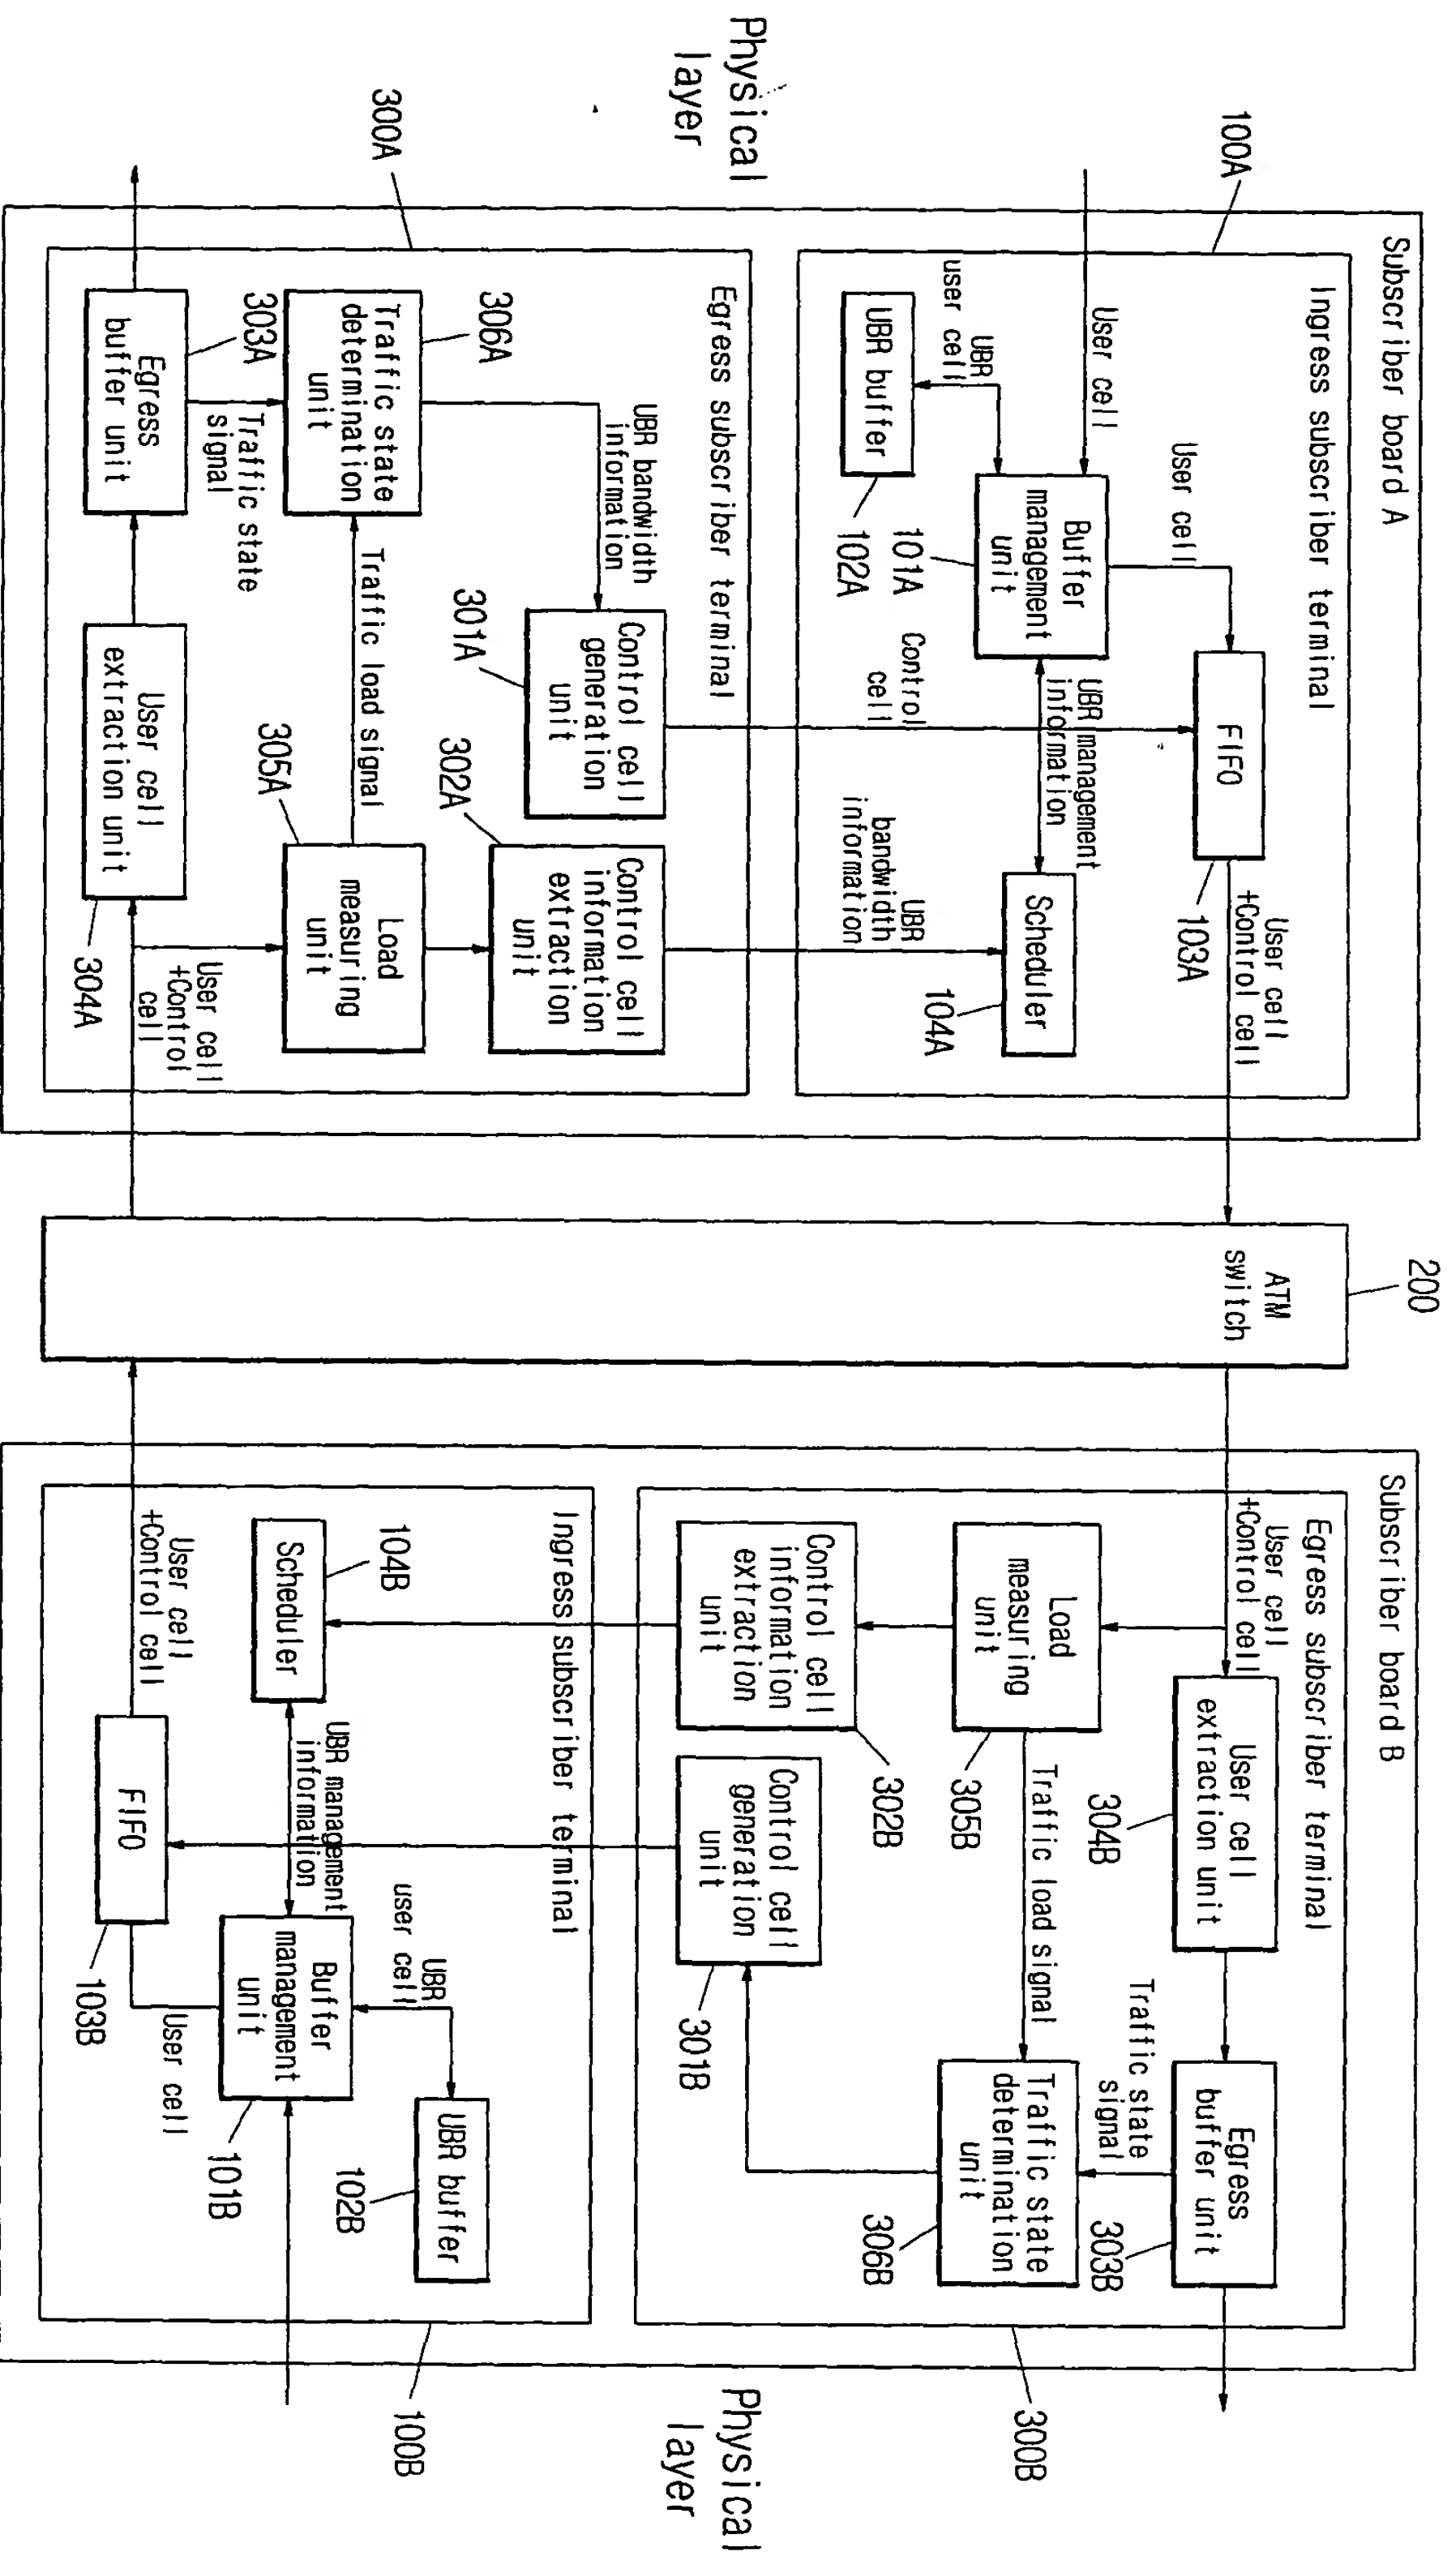 Physical
layer
Subscriber board A
100A
Ingress subscriber terminal
User cell
User cell
FIFO
103A
User cell
+Control cell
Buffer
management
unit
101A
UBR
user cell
UBR buffer
102A
UBR management
information
Scheduler
104A
Control
cell
UBR
bandwidth
information
300A
Egress subscriber terminal
UBR bandwidth
information
Control cell
generation
unit
301A
Control cell
information
extraction
unit
302A
306A
Traffic state
determination
unit
Traffic load signal
Load
measuring
unit
305A
303A
Traffic state
signal
Egress
buffer unit
User cell
extraction unit
304A
User cell
+Control
cell
200
ATM
switch
Subscriber board B
Egress subscriber terminal
User cell
+Control cell
User cell
extraction unit
304B
Egress
buffer unit
303B
Traffic state
signal
Load
measuring
unit
305B
Traffic load signal
Traffic state
determination
unit
306B
Control cell
information
extraction
unit
302B
Control cell
generation
unit
301B
300B
Ingress subscriber terminal
104B
Scheduler
UBR management
information
UBR
user cell
UBR buffer
102B
Buffer
management
unit
101B
User cell
+Control cell
FIFO
103B
User cell
100B
Physical
layer